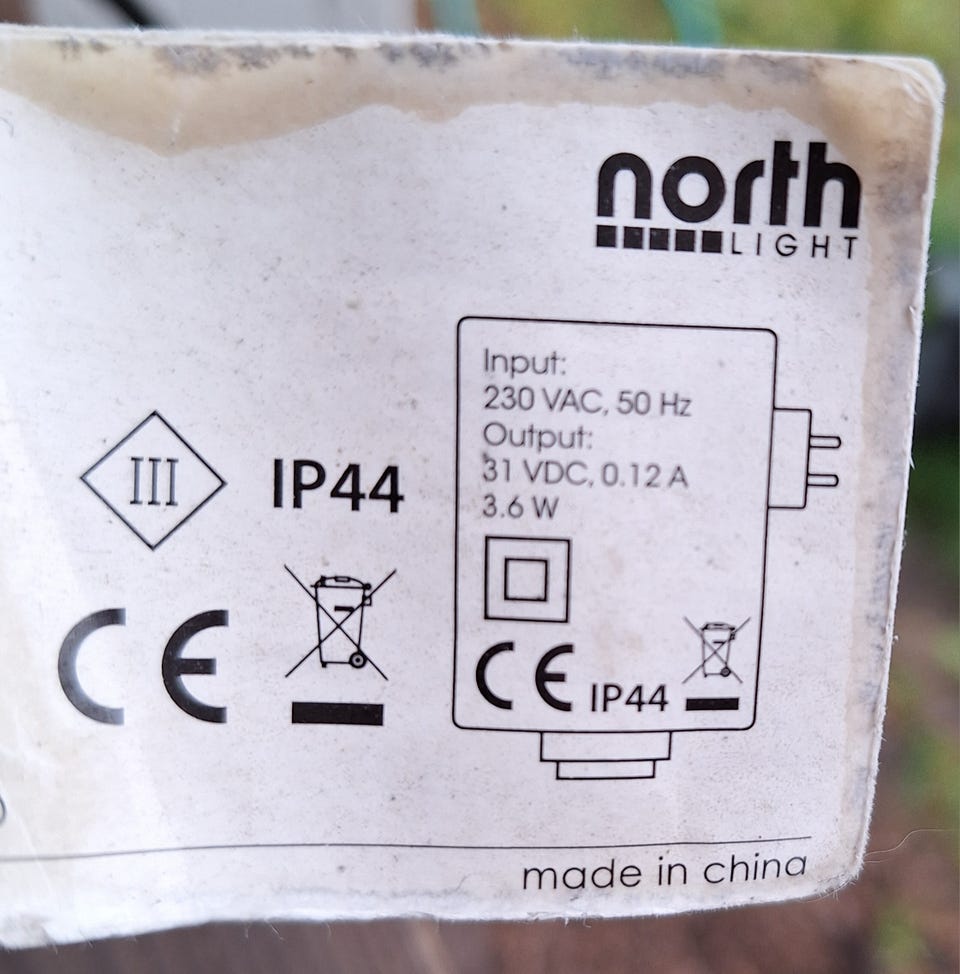 north
LIGHT
Input:
230 VAC, 50 Hz
Output:
31 VDC, 0.12 A
3.6 W
III
IP44
CE
CE
IP44
made in china